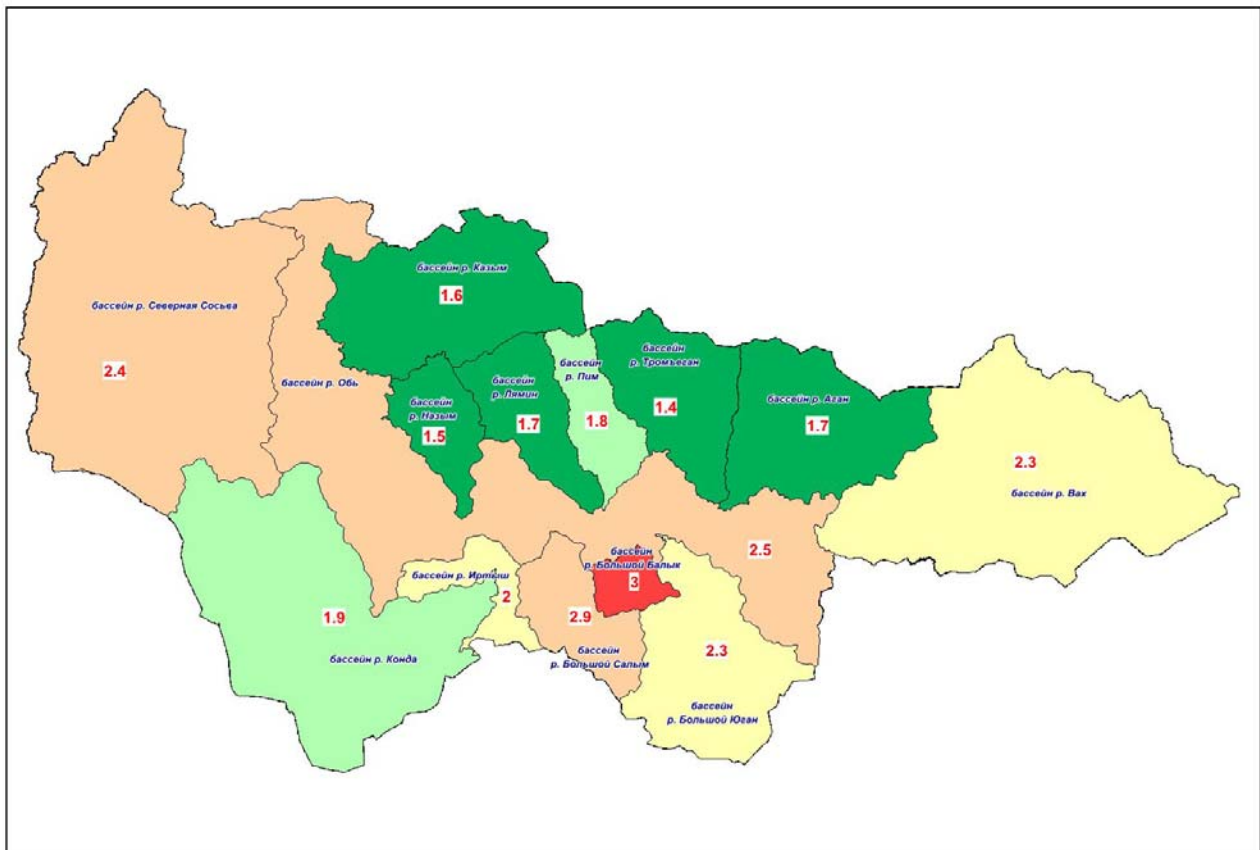 бассейн р. Казым
1.6
бассейн р. Северная Сосьва
2.4
бассейн р. Обь
бассейн
р. Назым
1.5
бассейн
р. Лямин
1.7
бассейн
р. Пим
1.8
бассейн
р. Тромъеган
1.4
бассейн р. Аган
1.7
2.3
бассейн р. Вах
2.5
бассейн
р. Большой Балык
3
бассейн р. Иртыш
2
2.9
бассейн
р. Большой Салым
1.9
бассейн р. Конда
2.3
бассейн
р. Большой Юган